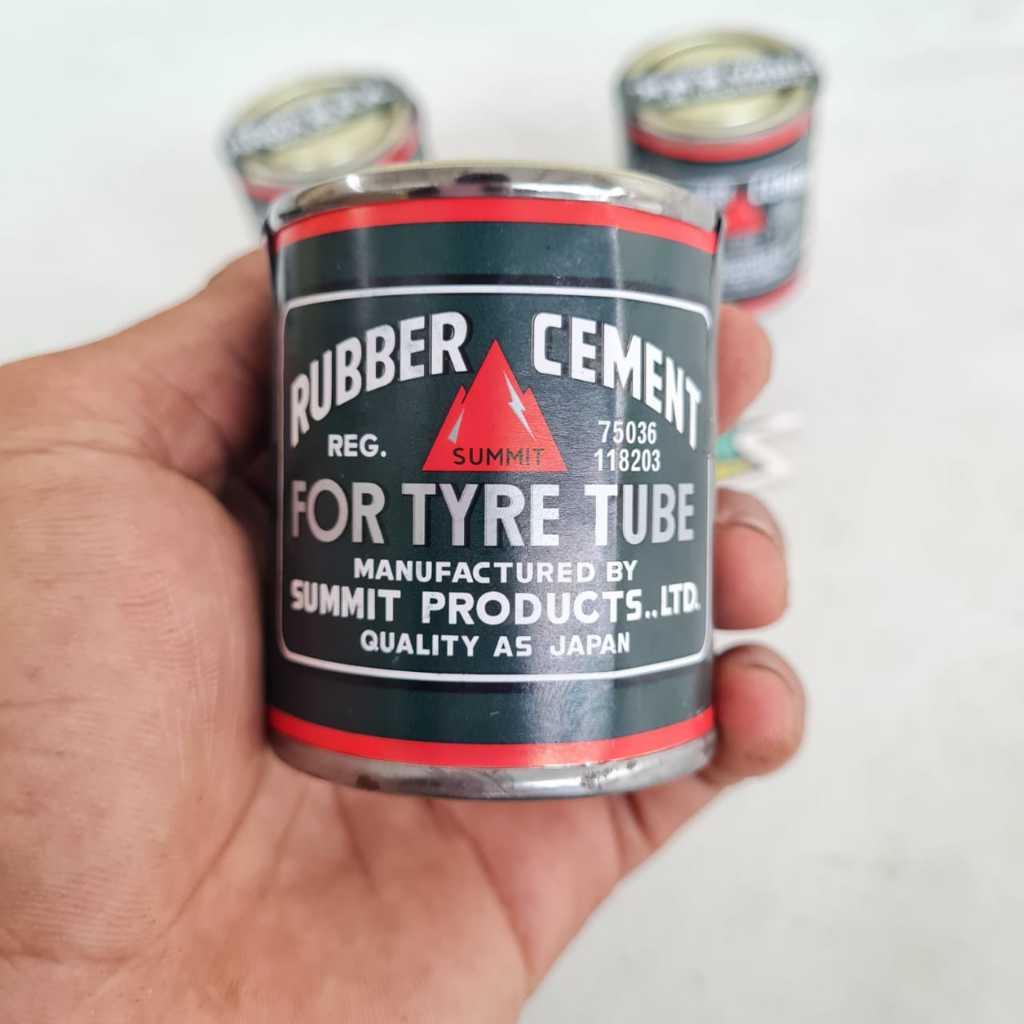 RUBBER CEMENT
REG. SUMMIT 75036
118203
FOR TYRE TUBE
MANUFACTURED BY
SUMMIT PRODUCTS..LTD.
QUALITY AS JAPAN